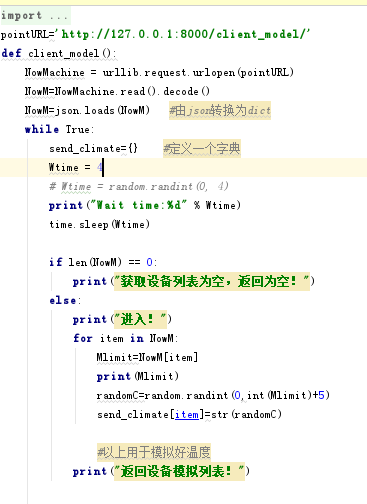 import ...
pointURL='http://127.0.0.1:8000/client_model/'
def client_model():
    NowMachine = urllib.request.urlopen(pointURL)
    NowM=NowMachine.read().decode()
    NowM=json.loads(NowM)   #由json转换为dict
    while True:
        send_climate={}    #定义一个字典
        Wtime = 4
        # Wtime = random.randint(0, 4)
        print("Wait time:%d" % Wtime)
        time.sleep(Wtime)
        if len(NowM) == 0:
            print("获取设备列表为空，返回为空！")
        else:
            print("进入！")
            for item in NowM:
                Mlimit=NowM[item]
                print(Mlimit)
                randomC=random.randint(0,int(Mlimit)+5)
                send_climate[item]=str(randomC)
                #以上用于模拟好温度
            print("返回设备模拟列表！")